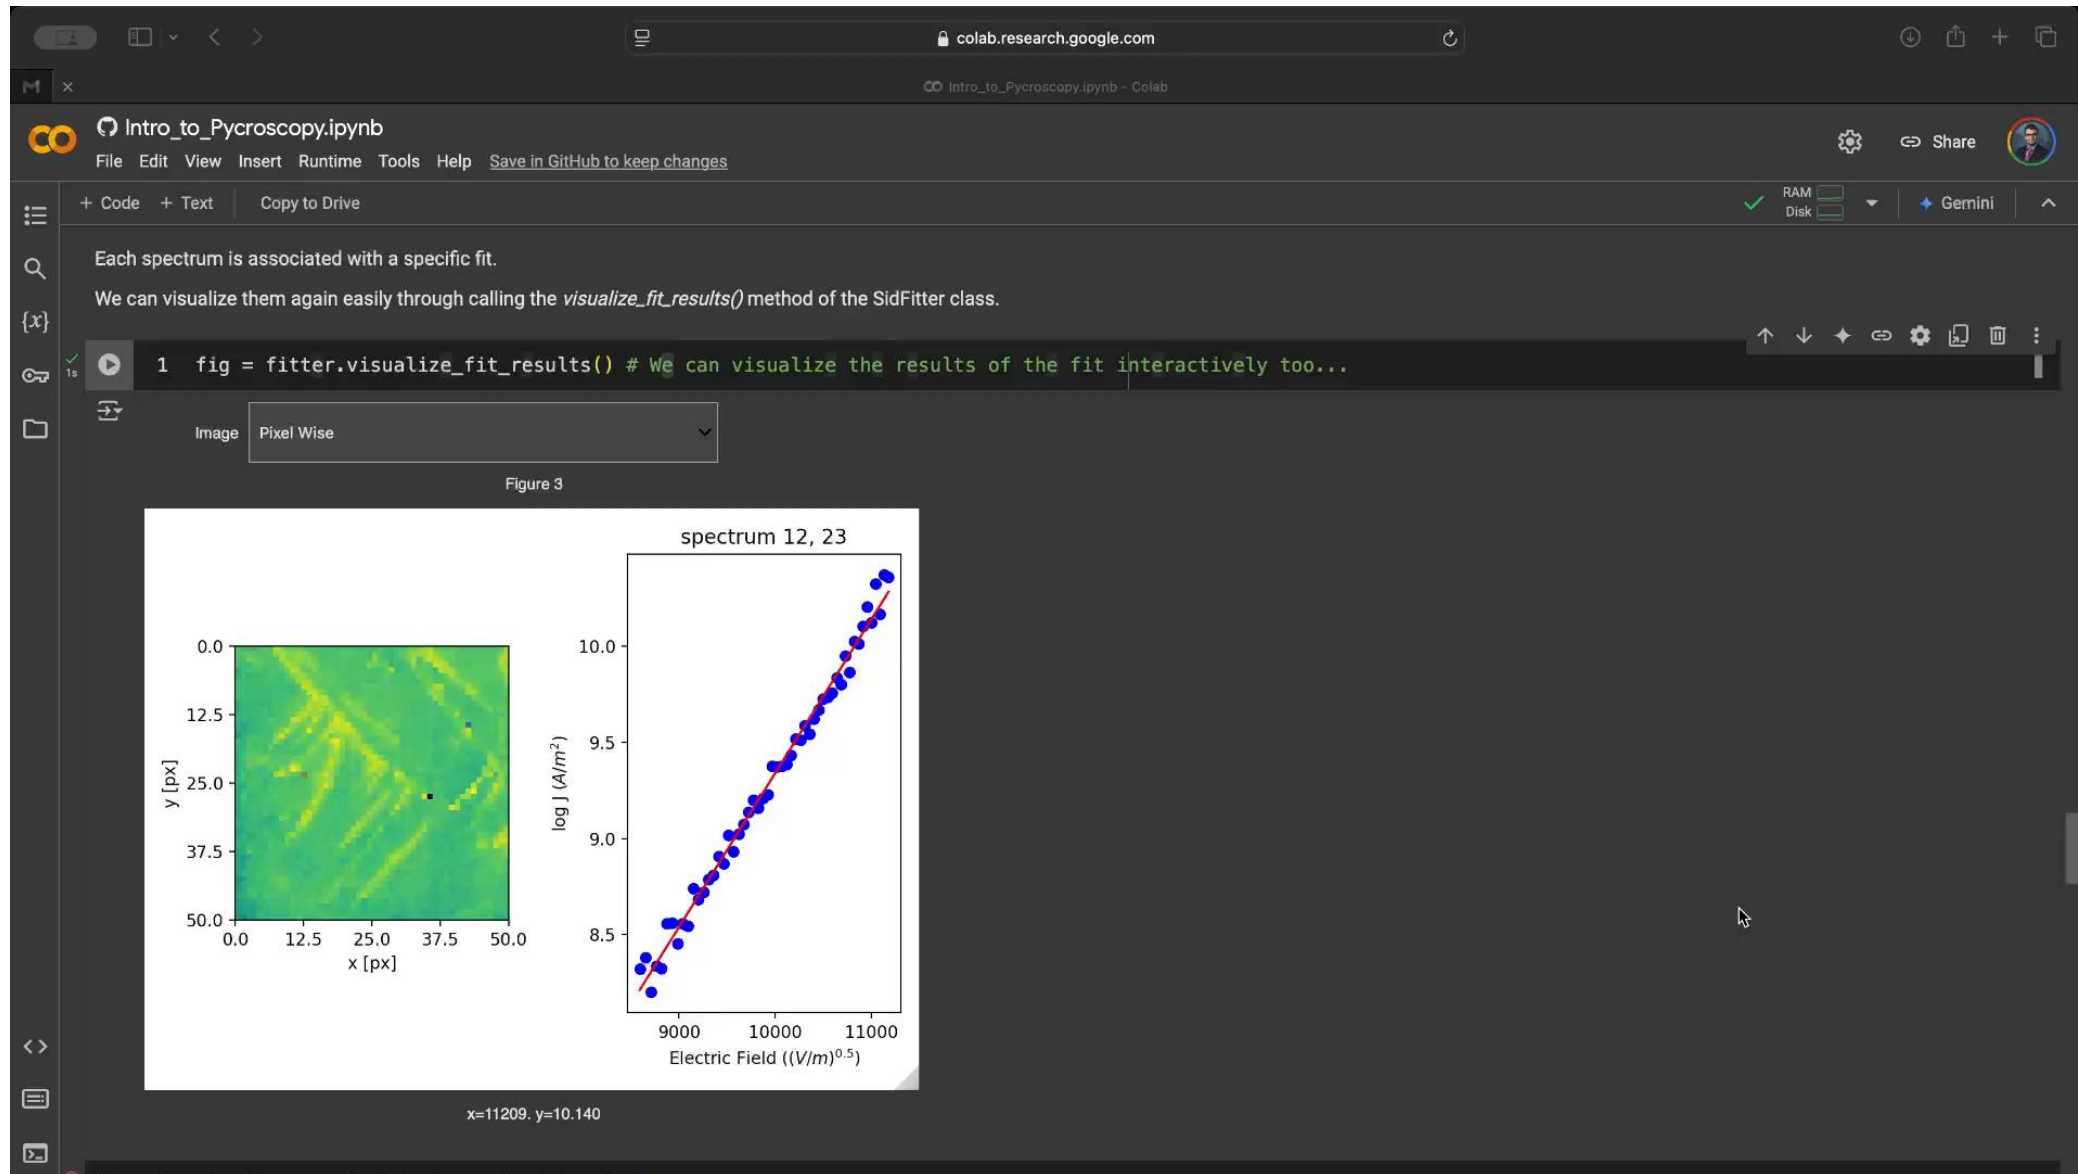 colab.research.google.com
Intro_to_Pycroscopy.ipynb - Colab
Intro_to_Pycroscopy.ipynb
File Edit View Insert Runtime Tools Help Save in GitHub to keep changes
Share
+ Code + Text Copy to Drive
RAM
Disk
Gemini
Each spectrum is associated with a specific fit.
We can visualize them again easily through calling the visualize_fit_results() method of the SidFitter class.
1s
1 fig = fitter.visualize_fit_results() # We can visualize the results of the fit interactively too...
Image Pixel Wise
Figure 3
spectrum 12, 23
0.0
12.5
25.0
37.5
50.0
y [px]
0.0 12.5 25.0 37.5 50.0
x [px]
10.0
9.5
9.0
8.5
log J (A/m²)
9000 10000 11000
Electric Field ((V/m)^0.5)
x=11209. y=10.140